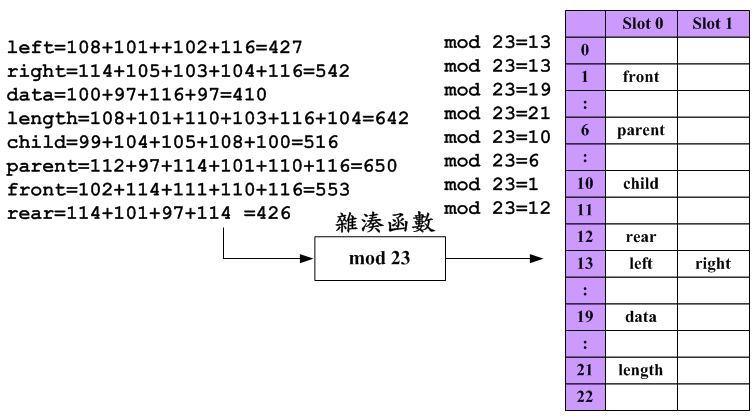 left=108+101++102+116=427
right=114+105+103+104+116=542
data=100+97+116+97=410
length=108+101+110+103+116+104=642
child=99+104+105+108+100=516
parent=112+97+114+101+110+116=650
front=102+114+111+110+116=553
rear=114+101+97+114 =426
mod 23=13
mod 23=13
mod 23=19
mod 23=21
mod 23=10
mod 23=6
mod 23=1
mod 23=12
雜湊函數
mod 23
Slot 0 Slot 1
0
1 front
:
6 parent
:
10 child
11
12 rear
13 left right
:
19 data
:
21 length
22